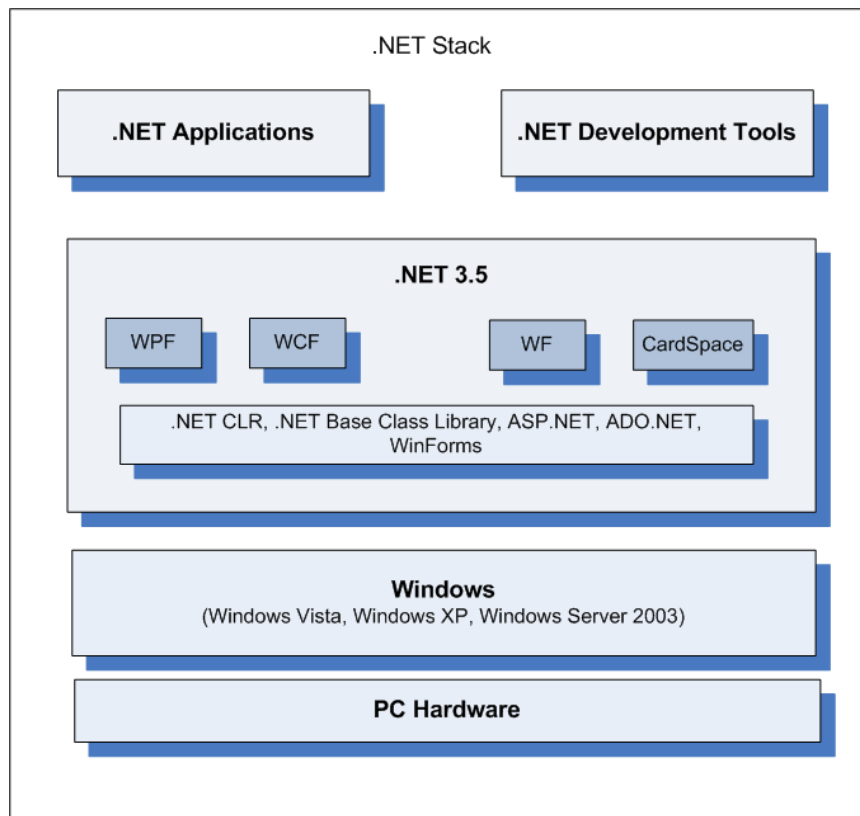 .NET Stack
.NET Applications
.NET Development Tools
.NET 3.5
WPF
WCF
WF
CardSpace
.NET CLR, .NET Base Class Library, ASP.NET, ADO.NET,
WinForms
Windows
(Windows Vista, Windows XP, Windows Server 2003)
PC Hardware